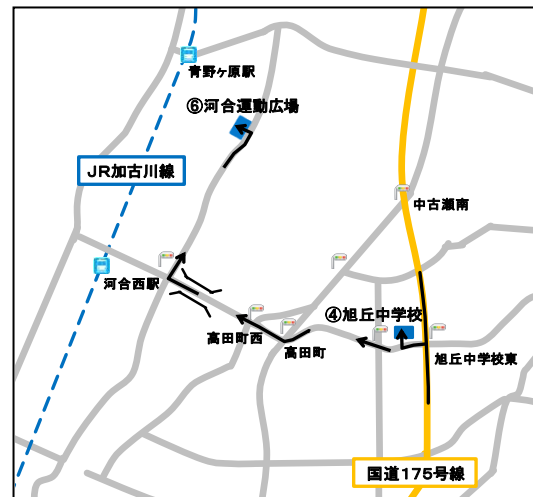 青野ヶ原駅
⑥河合運動広場
JR加古川線
中古瀬南
河合西駅
④旭丘中学校
高田町西
高田町
旭丘中学校東
国道175号線